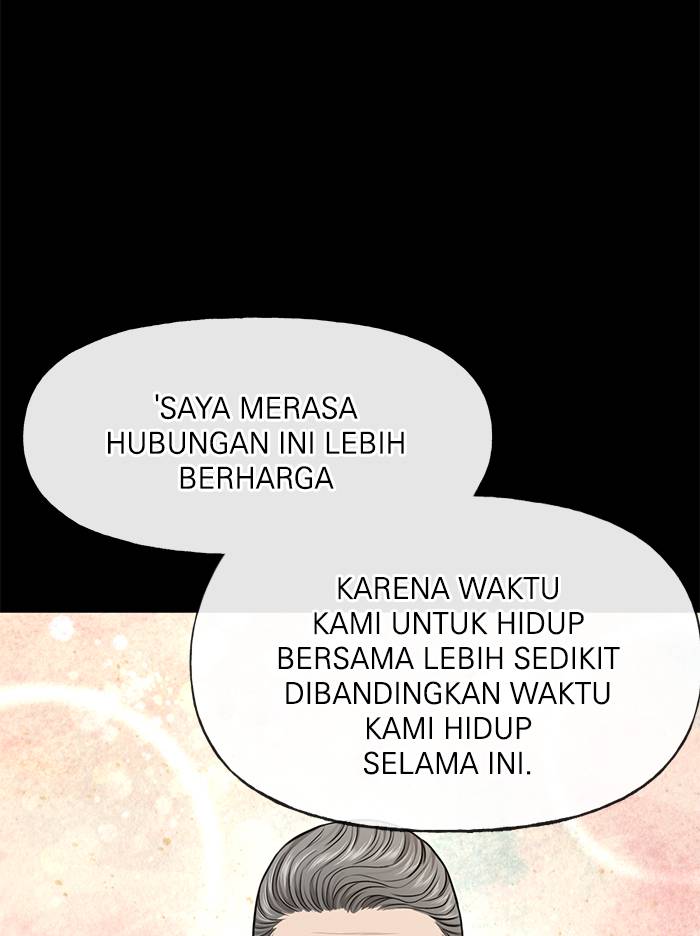 'SAYA MERASA
HUBUNGAN INI LEBIH
BERHARGA
KARENA WAKTU
KAMI UNTUK HIDUP
BERSAMA LEBIH SEDIKIT
DIBANDINGKAN WAKTU
KAMI HIDUP
SELAMA INI.